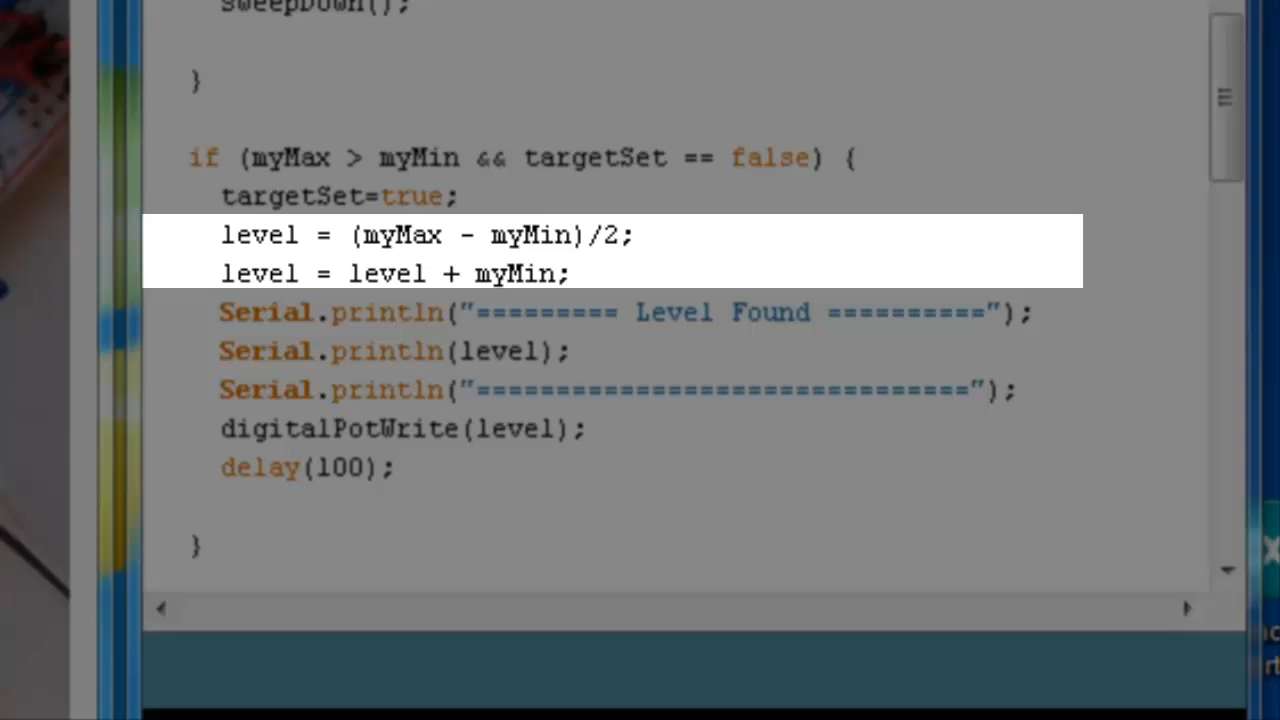 sweepDown();
}
if (myMax > myMin && targetSet == false) {
targetSet=true;
level = (myMax - myMin)/2;
level = level + myMin;
Serial.println("========= Level Found ==========");
Serial.println(level);
Serial.println("===============================");
digitalPotWrite(level);
delay(100);
}